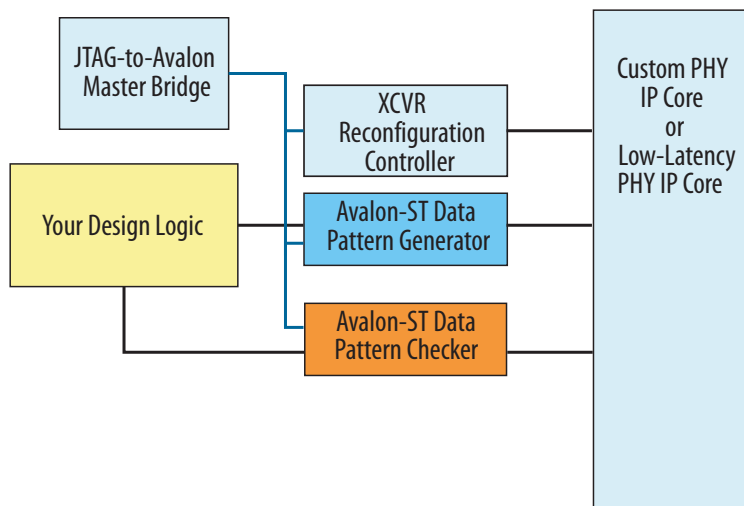 JTAG-to-Avalon
Master Bridge
XCVR
Reconfiguration
Controller
Custom PHY
IP Core
or
Low-Latency
PHY IP Core
Your Design Logic
Avalon-ST Data
Pattern Generator
Avalon-ST Data
Pattern Checker